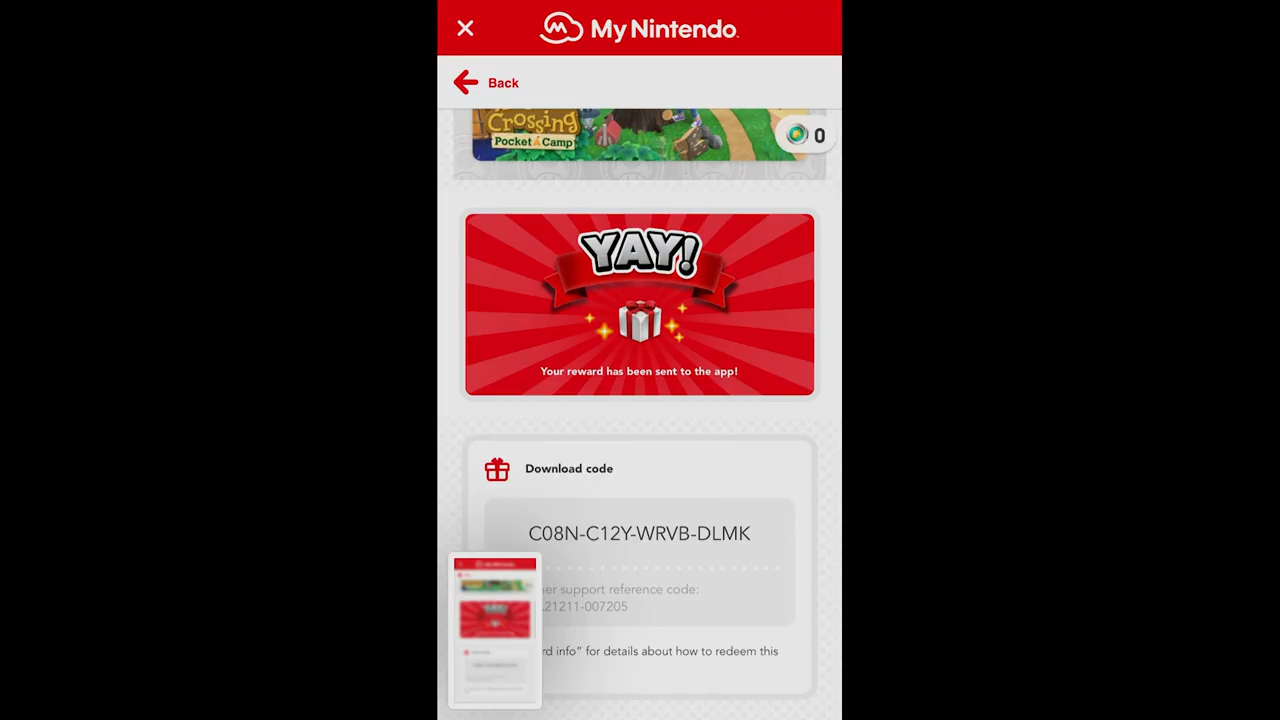 My Nintendo
Back
Crossing
Pocket Camp
0
YAY!
Your reward has been sent to the app!
Download code
C08N-C12Y-WRVB-DLMK
er support reference code:
21211-007205
rd info" for details about how to redeem this